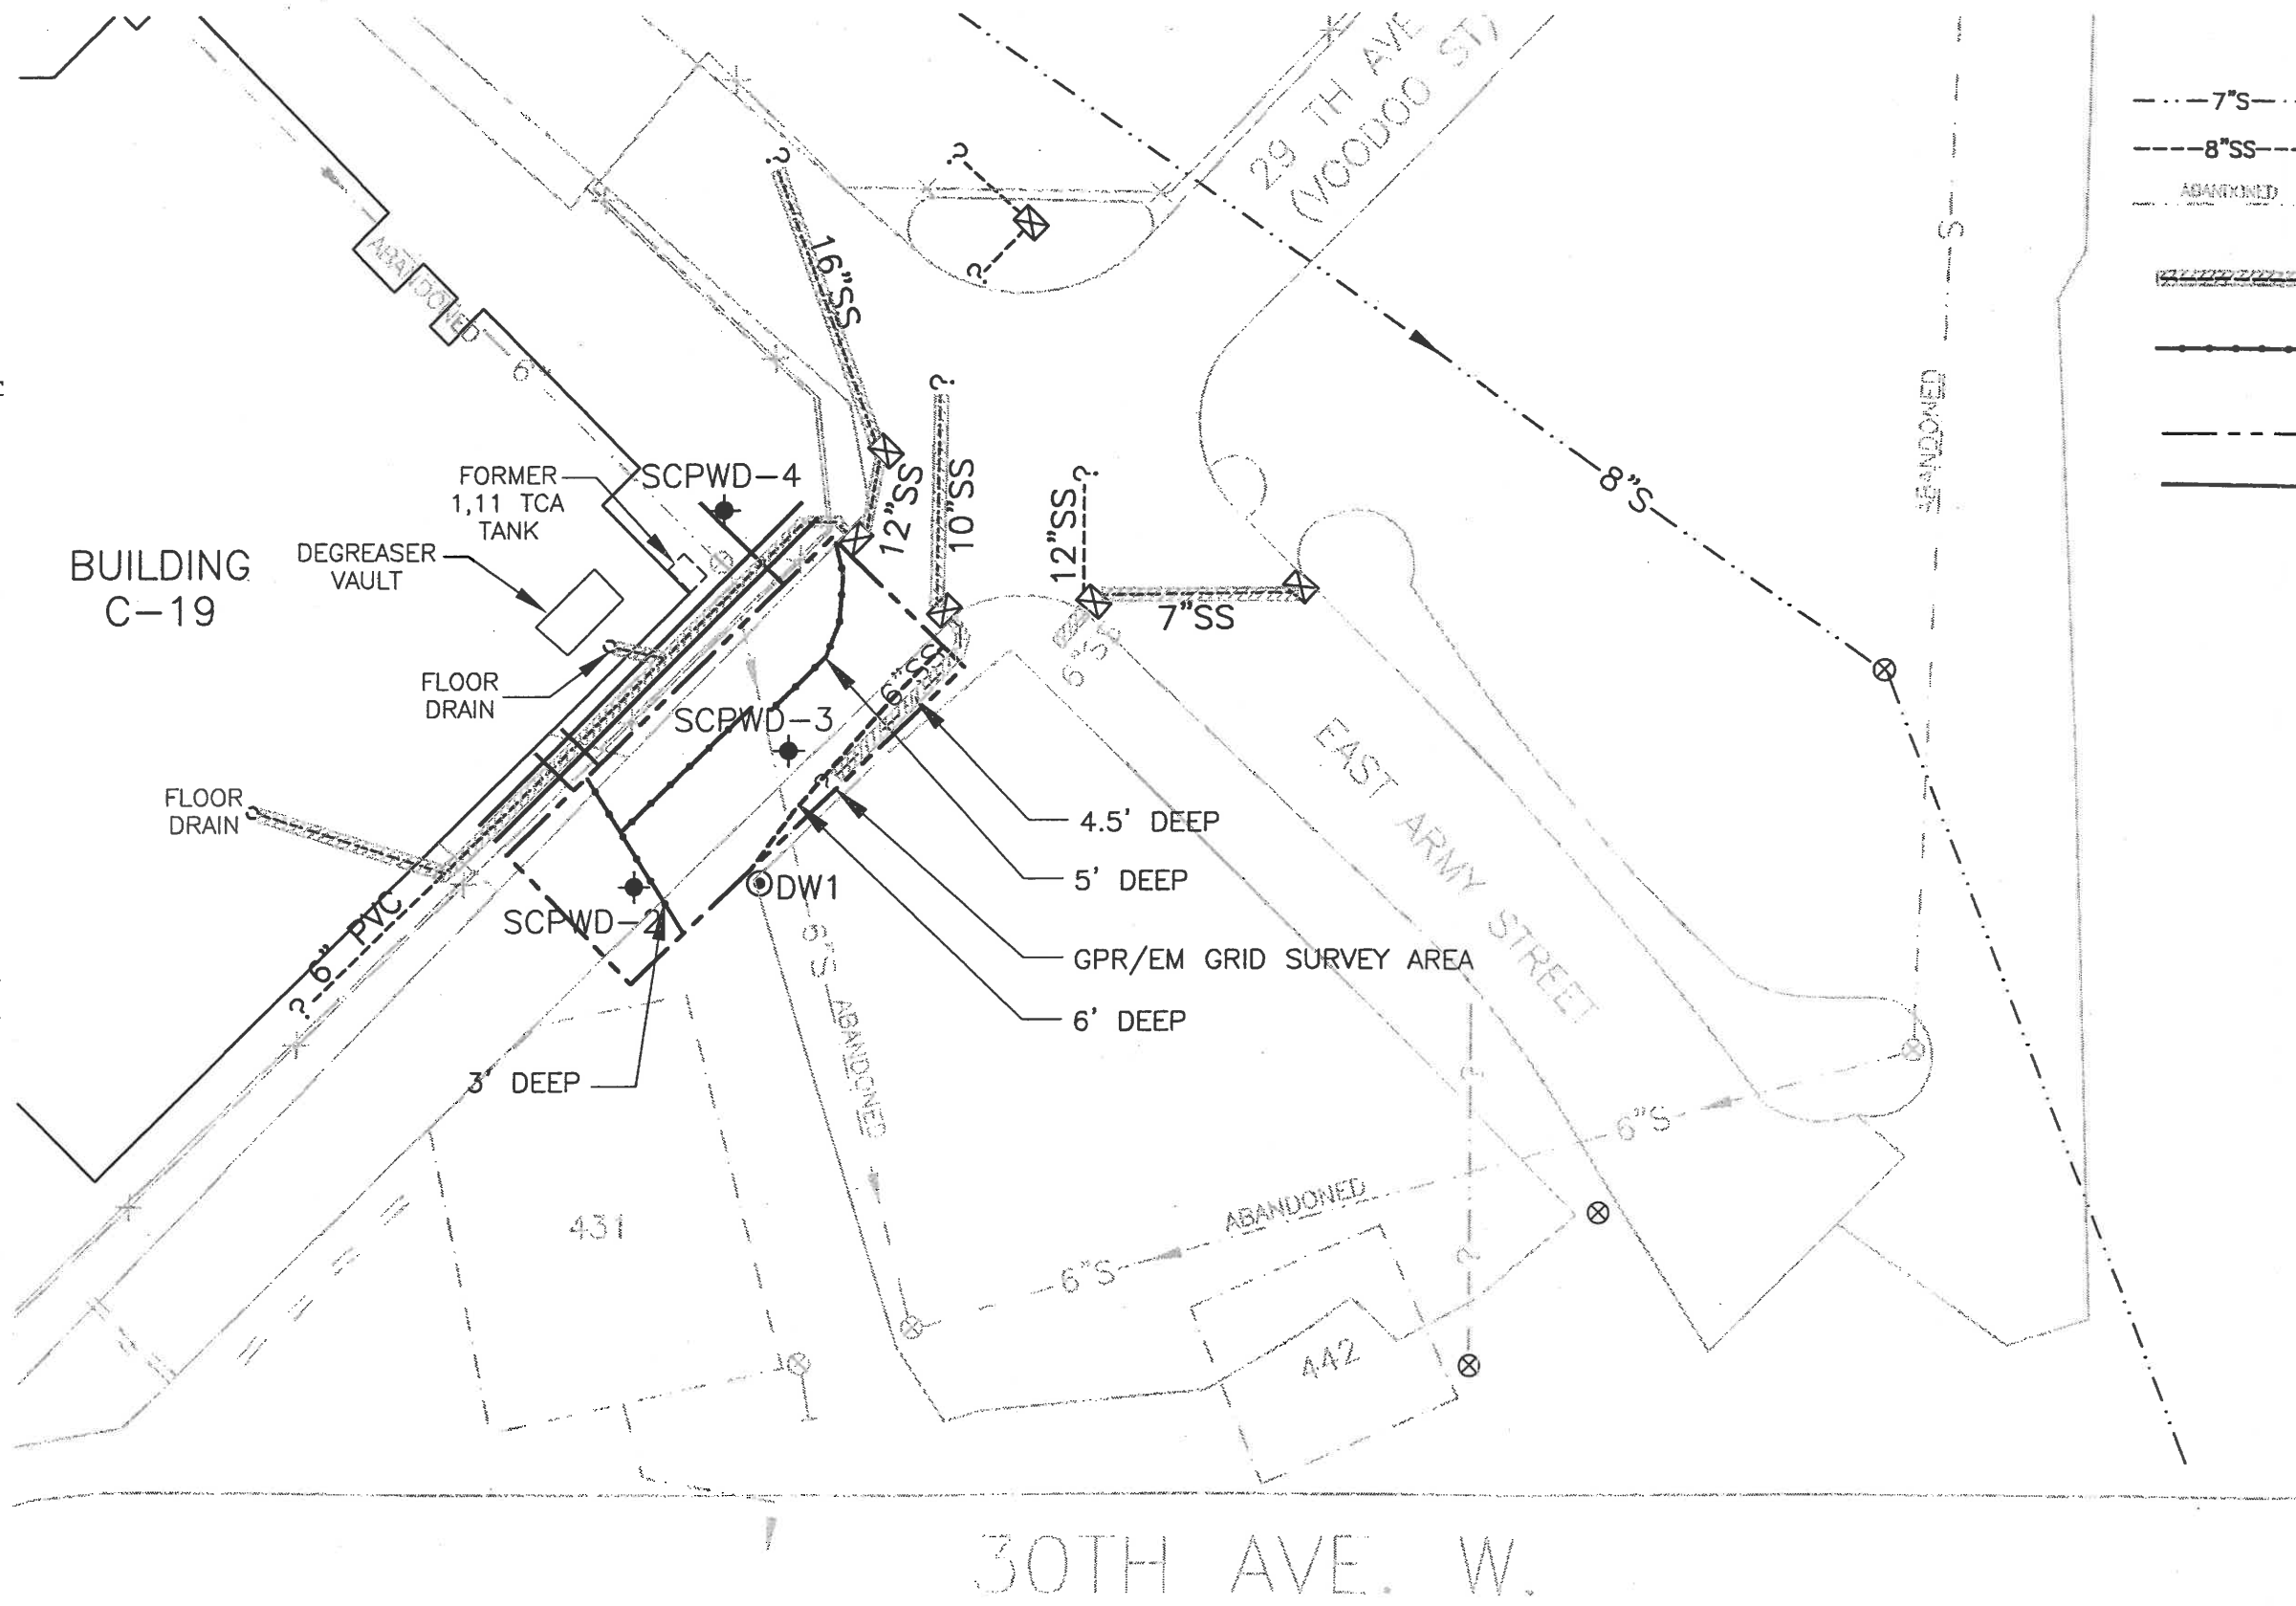 29 TH AVE
(VOODOO ST)
7"S
8"SS
ABANDONED
S
ABANDONED
?
?
?
16"SS
ABANDONED
6"
?
8"S
FORMER
1,11 TCA
TANK
SCPWD-4
12"SS
10"SS
?
12"SS
BUILDING
C-19
DEGREASER
VAULT
7"SS
6"SS
6"SS
FLOOR
DRAIN
?
SCPWD-3
EAST ARMY STREET
FLOOR
DRAIN
?
?
4.5' DEEP
5' DEEP
DW1
6" PVC
?
SCPWD-2
6"S
ABANDONED
GPR/EM GRID SURVEY AREA
6' DEEP
3' DEEP
?
6"S
ABANDONED
431
?
6"S
442
30TH AVE. W.